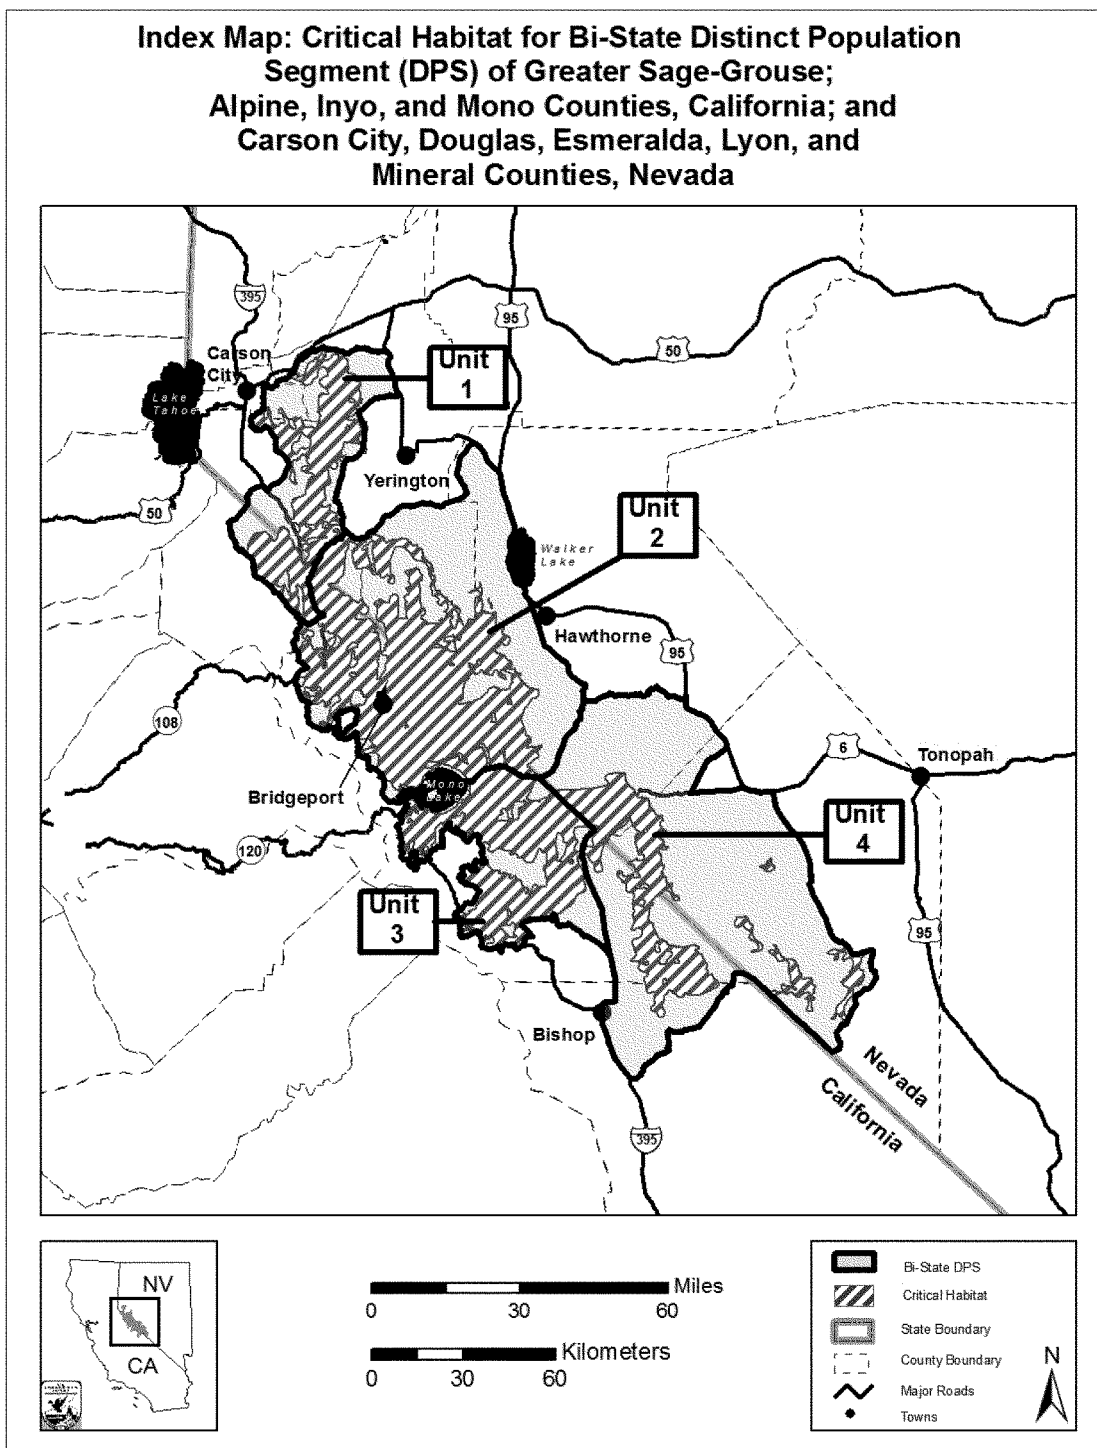 Index Map: Critical Habitat for Bi-State Distinct Population
Segment (DPS) of Greater Sage-Grouse;
Alpine, Inyo, and Mono Counties, California; and
Carson City, Douglas, Esmeralda, Lyon, and
Mineral Counties, Nevada
395
95
50
Carson
City
Unit
1
Lake
Tahoe
Yerington
50
Unit
2
Walker
Lake
Hawthorne
95
108
6
Tonopah
Mono
Lake
Bridgeport
Unit
4
120
Unit
3
95
Bishop
Nevada
California
395
NV
CA
Miles
0
30
60
Kilometers
0
30
60
Bi-State DPS
Critical Habitat
State Boundary
County Boundary
Major Roads
Towns
N